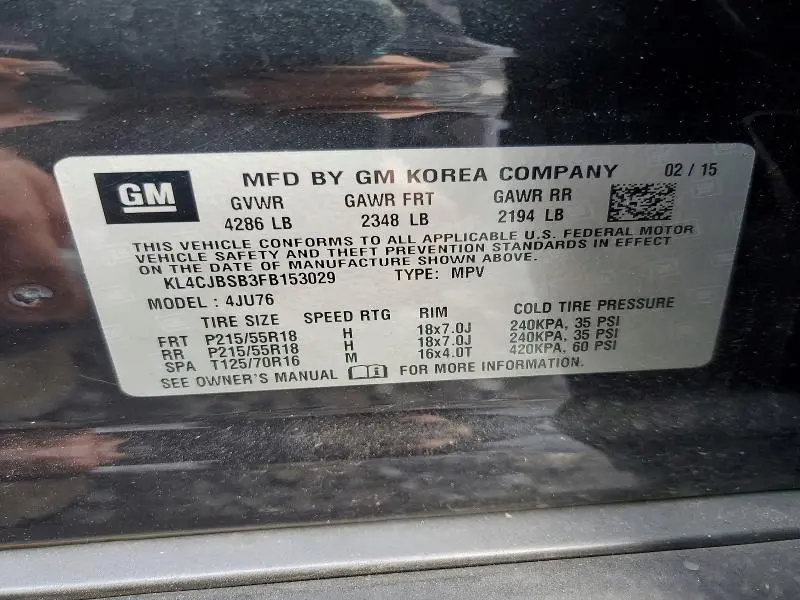 GM
MFD BY GM KOREA COMPANY 02 / 15
GVWR GAWR FRT GAWR RR
4286 LB 2348 LB 2194 LB
THIS VEHICLE CONFORMS TO ALL APPLICABLE U.S. FEDERAL MOTOR
VEHICLE SAFETY AND THEFT PREVENTION STANDARDS IN EFFECT
ON THE DATE OF MANUFACTURE SHOWN ABOVE.
KL4CJBSB3FB153029 TYPE: MPV
MODEL : 4JU76
TIRE SIZE SPEED RTG RIM COLD TIRE PRESSURE
FRT P215/55R18 H 18x7.0J 240KPA, 35 PSI
RR P215/55R18 H 18x7.0J 240KPA, 35 PSI
SPA T125/70R16 M 16x4.0T 420KPA, 60 PSI
SEE OWNER'S MANUAL FOR MORE INFORMATION.